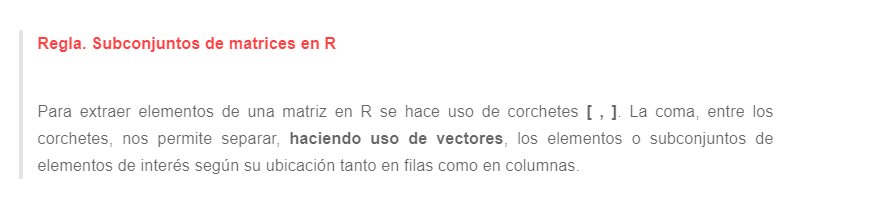 Regla. Subconjuntos de matrices en R
Para extraer elementos de una matriz en R se hace uso de corchetes [ , ]. La coma, entre los
corchetes, nos permite separar, haciendo uso de vectores, los elementos o subconjuntos de
elementos de interés según su ubicación tanto en filas como en columnas.